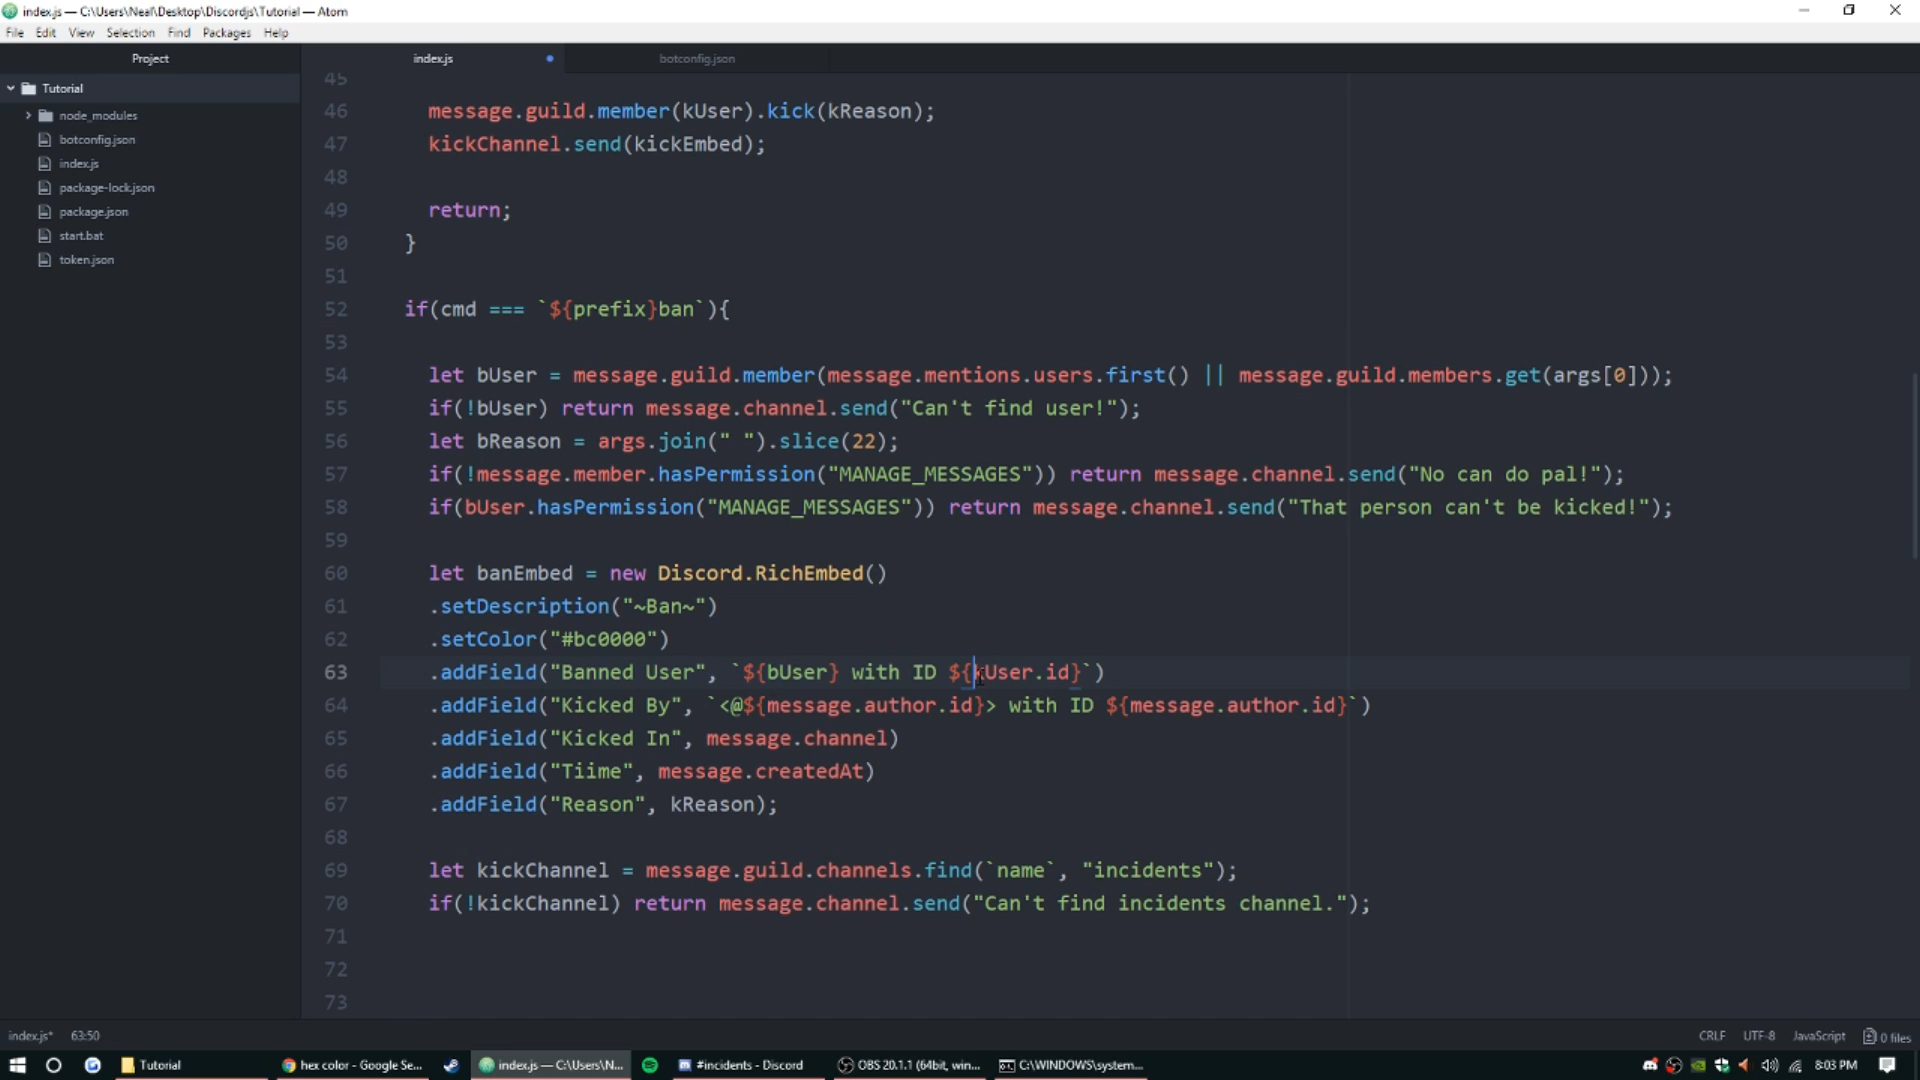 index.js — C:\Users\Neal\Desktop\Discordjs\Tutorial — Atom
File Edit View Selection Find Packages Help
Project
index.js
botconfig.json
Tutorial
node_modules
botconfig.json
index.js
package-lock.json
package.json
start.bat
token.json
45
46 message.guild.member(kUser).kick(kReason);
47 kickChannel.send(kickEmbed);
48
49 return;
50 }
51
52 if(cmd === `${prefix}ban`){
53
54 let bUser = message.guild.member(message.mentions.users.first() || message.guild.members.get(args[0]));
55 if(!bUser) return message.channel.send("Can't find user!");
56 let bReason = args.join(" ").slice(22);
57 if(!message.member.hasPermission("MANAGE_MESSAGES")) return message.channel.send("No can do pal!");
58 if(bUser.hasPermission("MANAGE_MESSAGES")) return message.channel.send("That person can't be kicked!");
59
60 let banEmbed = new Discord.RichEmbed()
61 .setDescription("~Ban~")
62 .setColor("#bc0000")
63 .addField("Banned User", `${bUser} with ID ${kUser.id}`)
64 .addField("Kicked By", `<@${message.author.id}> with ID ${message.author.id}`)
65 .addField("Kicked In", message.channel)
66 .addField("Tiime", message.createdAt)
67 .addField("Reason", kReason);
68
69 let kickChannel = message.guild.channels.find(`name`, "incidents");
70 if(!kickChannel) return message.channel.send("Can't find incidents channel.");
71
72
73
index.js* 63:50
CRLF UTF-8 JavaScript 0 files
Tutorial
hex color - Google Se...
index.js — C:\Users\N...
#incidents - Discord
OBS 20.1.1 (64bit, win...
C:\WINDOWS\system...
8:03 PM